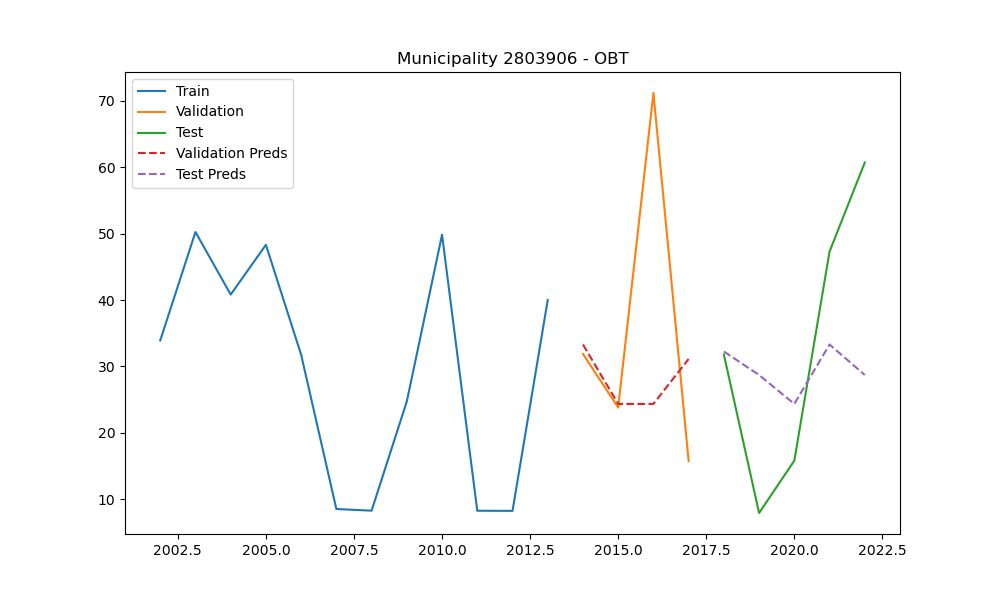 Municipality 2803906 - OBT
Train
Validation
Test
Validation Preds
Test Preds
70
60
50
40
30
20
10
2002.5 2005.0 2007.5 2010.0 2012.5 2015.0 2017.5 2020.0 2022.5